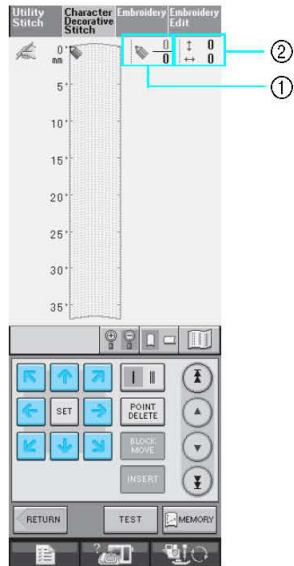 Utility Stitch
Character Decorative Stitch
Embroidery
Embroidery Edit
0
mm
5
10
15
20
25
30
35
0
0
0
0
②
①
SET
POINT DELETE
BLOCK MOVE
INSERT
RETURN
TEST
MEMORY